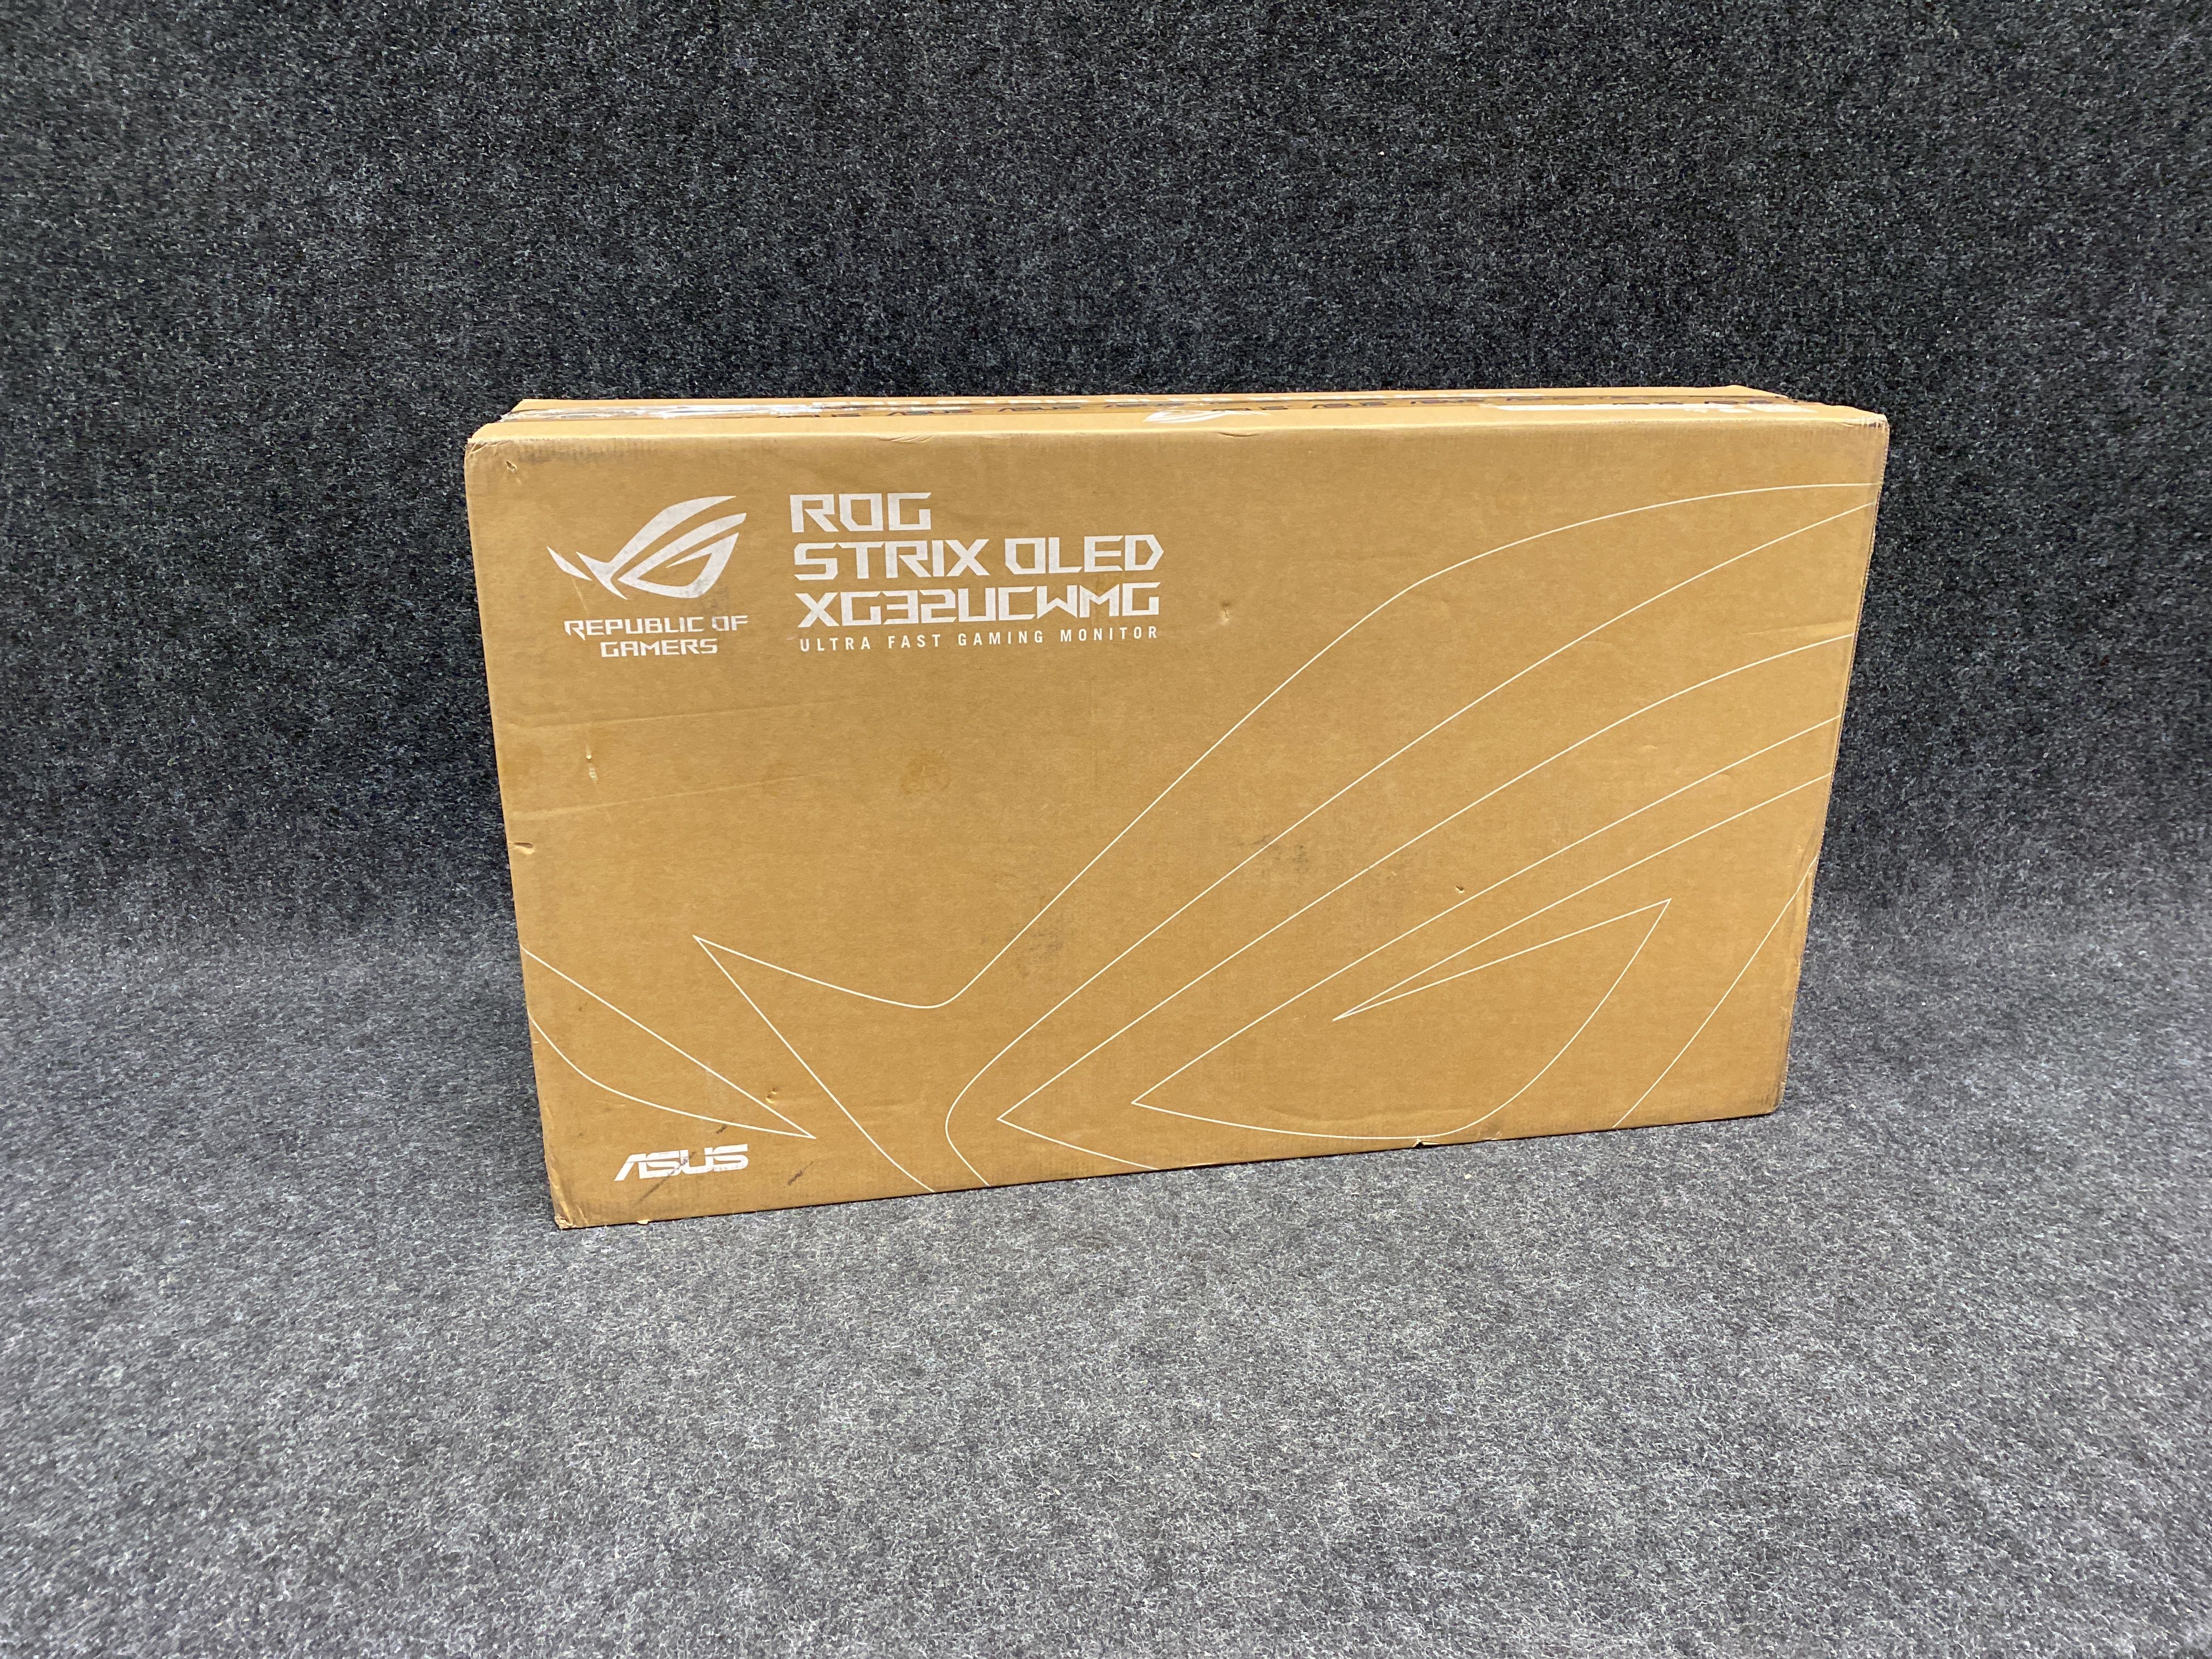 REPUBLIC OF
GAMERS
ROG
STRIX OLED
XG32UCWMG
ULTRA FAST GAMING MONITOR
ASUS